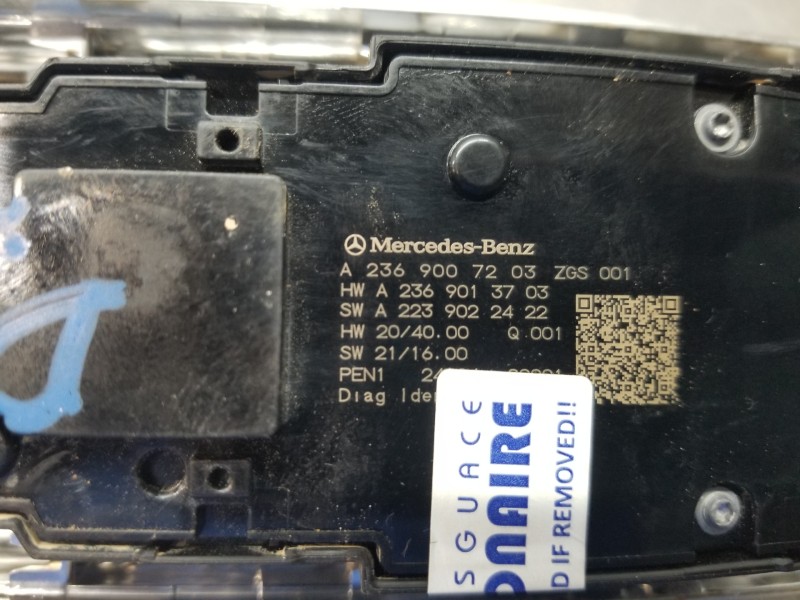 Mercedes-Benz
A 236 900 72 03 ZGS 001
HW A 236 901 37 03
SW A 223 902 24 22
HW 20/40.00 Q 001
SW 21/16.00
PEN1
Diag
SGUACE
ONAIRE
D IF REMOVED!!